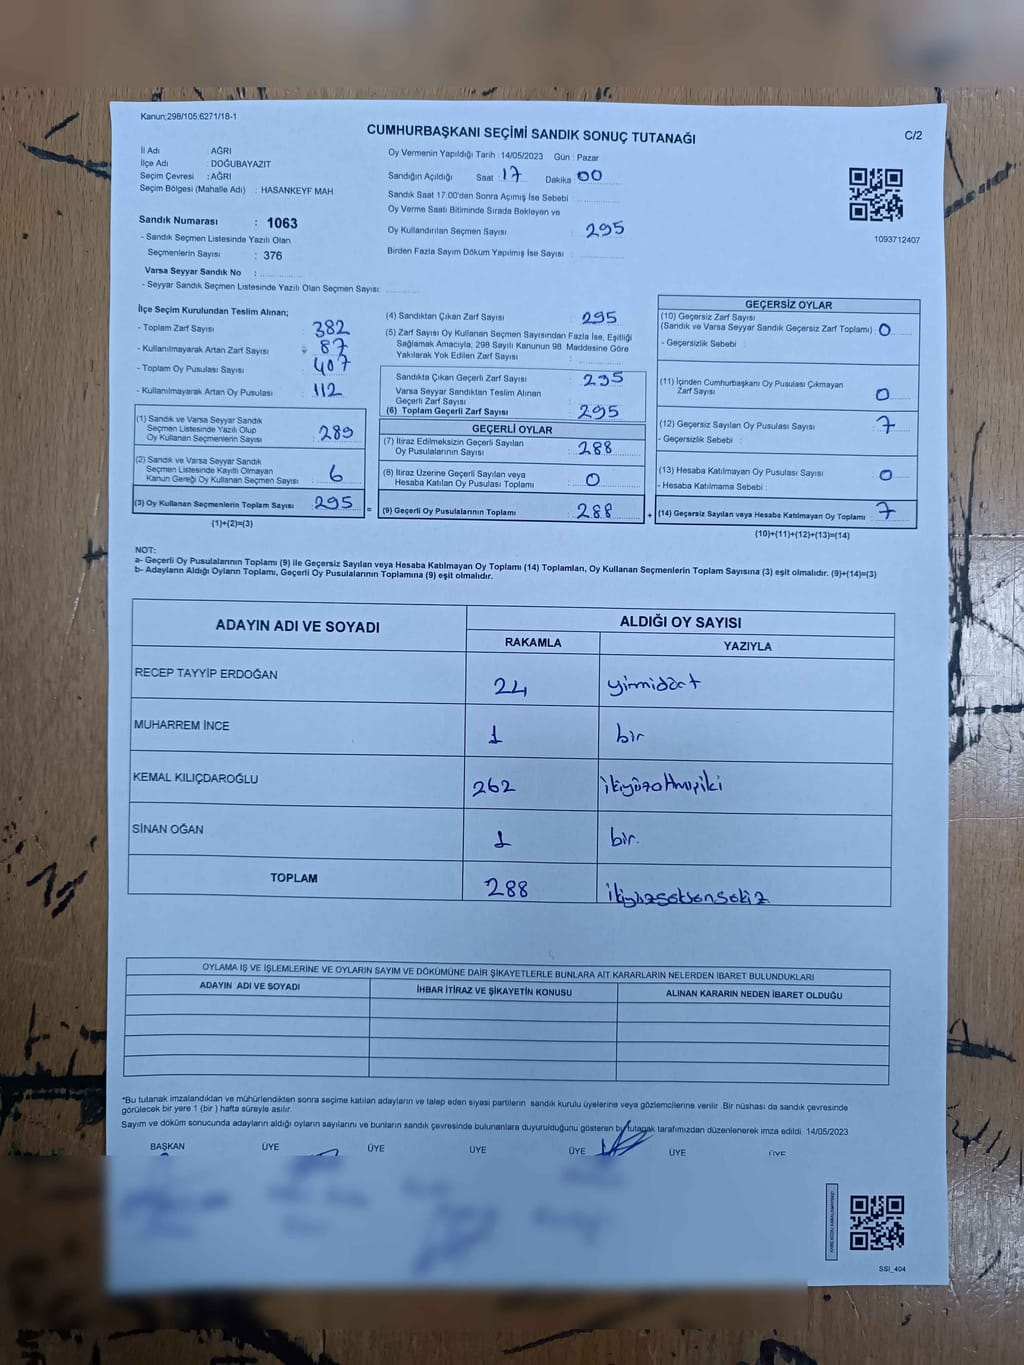 Kanun;298/105.6271/18-1
CUMHURBAŞKANI SEÇİMİ SANDIK SONUÇ TUTANAĞI
C/2
İl Adı : AĞRI
İlçe Adı : DOĞUBAYAZIT
Seçim Çevresi : AĞRI
Seçim Bölgesi (Mahalle Adı) : HASANKEYF MAH.
Sandık Numarası : 1063
- Sandık Seçmen Listesinde Yazılı Olan
Seçmenlerin Sayısı : 376
Varsa Seyyar Sandık No :
- Seyyar Sandık Seçmen Listesinde Yazılı Olan Seçmen Sayısı:
Oy Vermenin Yapıldığı Tarih : 14/05/2023 Gün : Pazar
Sandığın Açıldığı Saat 17 Dakika 00
Sandık Saat 17.00'den Sonra Açımış İse Sebebi
Oy Verme Saati Bitiminde Sırada Bekleyen ve
Oy Kullandırılan Seçmen Sayısı 295
Birden Fazla Sayım Döküm Yapılmış İse Sayısı
1093712407
İlçe Seçim Kurulundan Teslim Alınan;
- Toplam Zarf Sayısı : 382
- Kullanılmayarak Artan Zarf Sayısı 87
- Toplam Oy Pusulası Sayısı 407
- Kullanılmayarak Artan Oy Pusulası : 112
(1) Sandık ve Varsa Seyyar Sandık
Seçmen Listesinde Yazılı Olup
Oy Kullanan Seçmenlerin Sayısı : 289
(2) Sandık ve Varsa Seyyar Sandık
Seçmen Listesinde Kayıtlı Olmayan
Kanun Gereği Oy Kullanan Seçmen Sayısı 6
(3) Oy Kullanan Seçmenlerin Toplam Sayısı 295 =
(1)+(2)=(3)
(4) Sandıktan Çıkan Zarf Sayısı : 295
(5) Zarf Sayısı Oy Kullanan Seçmen Sayısından Fazla İse, Eşitliği
Sağlamak Amacıyla; 298 Sayılı Kanunun 98. Maddesine Göre
Yakılarak Yok Edilen Zarf Sayısı :
Sandıkta Çıkan Geçerli Zarf Sayısı : 295
Varsa Seyyar Sandıktan Teslim Alınan
Geçerli Zarf Sayısı
(6) Toplam Geçerli Zarf Sayısı : 295
GEÇERLİ OYLAR
(7) İtiraz Edilmeksizin Geçerli Sayılan
Oy Pusulalarının Sayısı : 288
(8) İtiraz Üzerine Geçerli Sayılan veya
Hesaba Katılan Oy Pusulası Toplamı : 0
(9) Geçerli Oy Pusulalarının Toplamı : 288 +
GEÇERSİZ OYLAR
(10) Geçersiz Zarf Sayısı
(Sandık ve Varsa Seyyar Sandık Geçersiz Zarf Toplamı) : 0
- Geçersizlik Sebebi :
(11) İçinden Cumhurbaşkanı Oy Pusulası Çıkmayan
Zarf Sayısı : 0
(12) Geçersiz Sayılan Oy Pusulası Sayısı : 7
- Geçersizlik Sebebi :
(13) Hesaba Katılmayan Oy Pusulası Sayısı : 0
- Hesaba Katılmama Sebebi :
(14) Geçersiz Sayılan veya Hesaba Katılmayan Oy Toplamı : 7
(10)+(11)+(12)+(13)=(14)
NOT:
a- Geçerli Oy Pusulalarının Toplamı (9) ile Geçersiz Sayılan veya Hesaba Katılmayan Oy Toplamı (14) Toplamları, Oy Kullanan Seçmenlerin Toplam Sayısına (3) eşit olmalıdır. (9)+(14)=(3)
b- Adayların Aldığı Oyların Toplamı, Geçerli Oy Pusulalarının Toplamına (9) eşit olmalıdır.
ADAYIN ADI VE SOYADI ALDIĞI OY SAYISI
RAKAMLA YAZIYLA
RECEP TAYYİP ERDOĞAN 24 yirmidört
MUHARREM İNCE 1 bir
KEMAL KILIÇDAROĞLU 262 ikiyüzaltmışiki
SİNAN OĞAN 1 bir.
TOPLAM 288 ikiyüzseksensekiz
OYLAMA İŞ VE İŞLEMLERİNE VE OYLARIN SAYIM VE DÖKÜMÜNE DAİR ŞİKAYETLERLE BUNLARA AİT KARARLARIN NELERDEN İBARET BULUNDUKLARI
ADAYIN ADI VE SOYADI İHBAR İTİRAZ VE ŞİKAYETİN KONUSU ALINAN KARARIN NEDEN İBARET OLDUĞU
*Bu tutanak imzalandıktan ve mühürlendikten sonra seçime katılan adayların ve talep eden siyasi partilerin sandık kurulu üyelerine veya gözlemcilerine verilir .Bir nüshası da sandık çevresinde
görülecek bir yere 1 (bir ) hafta süreyle asılır.
Sayım ve döküm sonucunda adayların aldığı oyların sayılarını ve bunların sandık çevresinde bulunanlara duyurulduğunu gösteren bu tutanak tarafımızdan düzenlenerek imza edildi. 14/05/2023
BAŞKAN ÜYE ÜYE ÜYE ÜYE ÜYE ÜYE
SSI_404